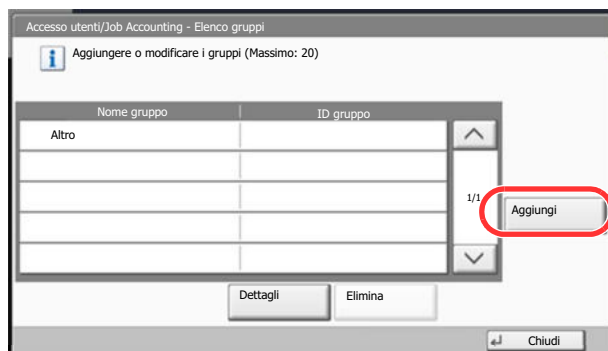 Accesso utenti/Job Accounting - Elenco gruppi
Aggiungere o modificare i gruppi (Massimo: 20)
Nome gruppo ID gruppo
Altro
1/1
Aggiungi
Dettagli Elimina
Chiudi